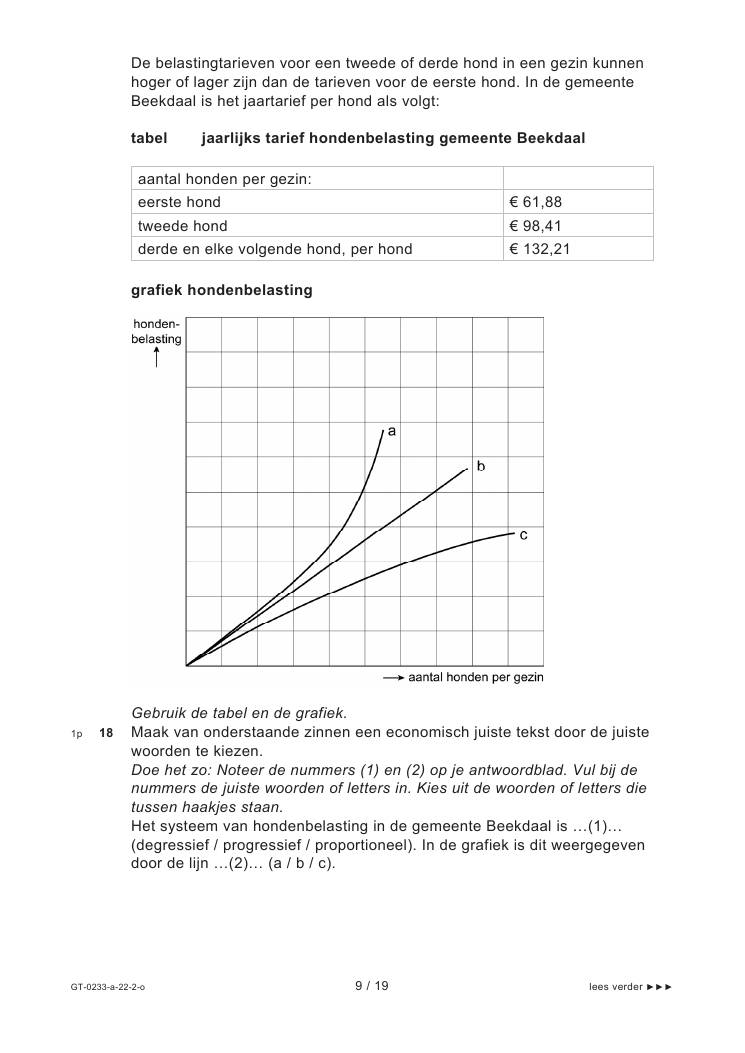 De belastingtarieven voor een tweede of derde hond in een gezin kunnen
hoger of lager zijn dan de tarieven voor de eerste hond. In de gemeente
Beekdaal is het jaartarief per hond als volgt:
tabel jaarlijks tarief hondenbelasting gemeente Beekdaal
aantal honden per gezin:
eerste hond € 61,88
tweede hond € 98,41
derde en elke volgende hond, per hond € 132,21
grafiek hondenbelasting
honden-
belasting
a
b
c
aantal honden per gezin
Gebruik de tabel en de grafiek.
1p 18 Maak van onderstaande zinnen een economisch juiste tekst door de juiste
woorden te kiezen.
Doe het zo: Noteer de nummers (1) en (2) op je antwoordblad. Vul bij de
nummers de juiste woorden of letters in. Kies uit de woorden of letters die
tussen haakjes staan.
Het systeem van hondenbelasting in de gemeente Beekdaal is …(1)…
(degressief / progressief / proportioneel). In de grafiek is dit weergegeven
door de lijn …(2)… (a / b / c).
GT-0233-a-22-2-o 9 / 19 lees verder ►►►